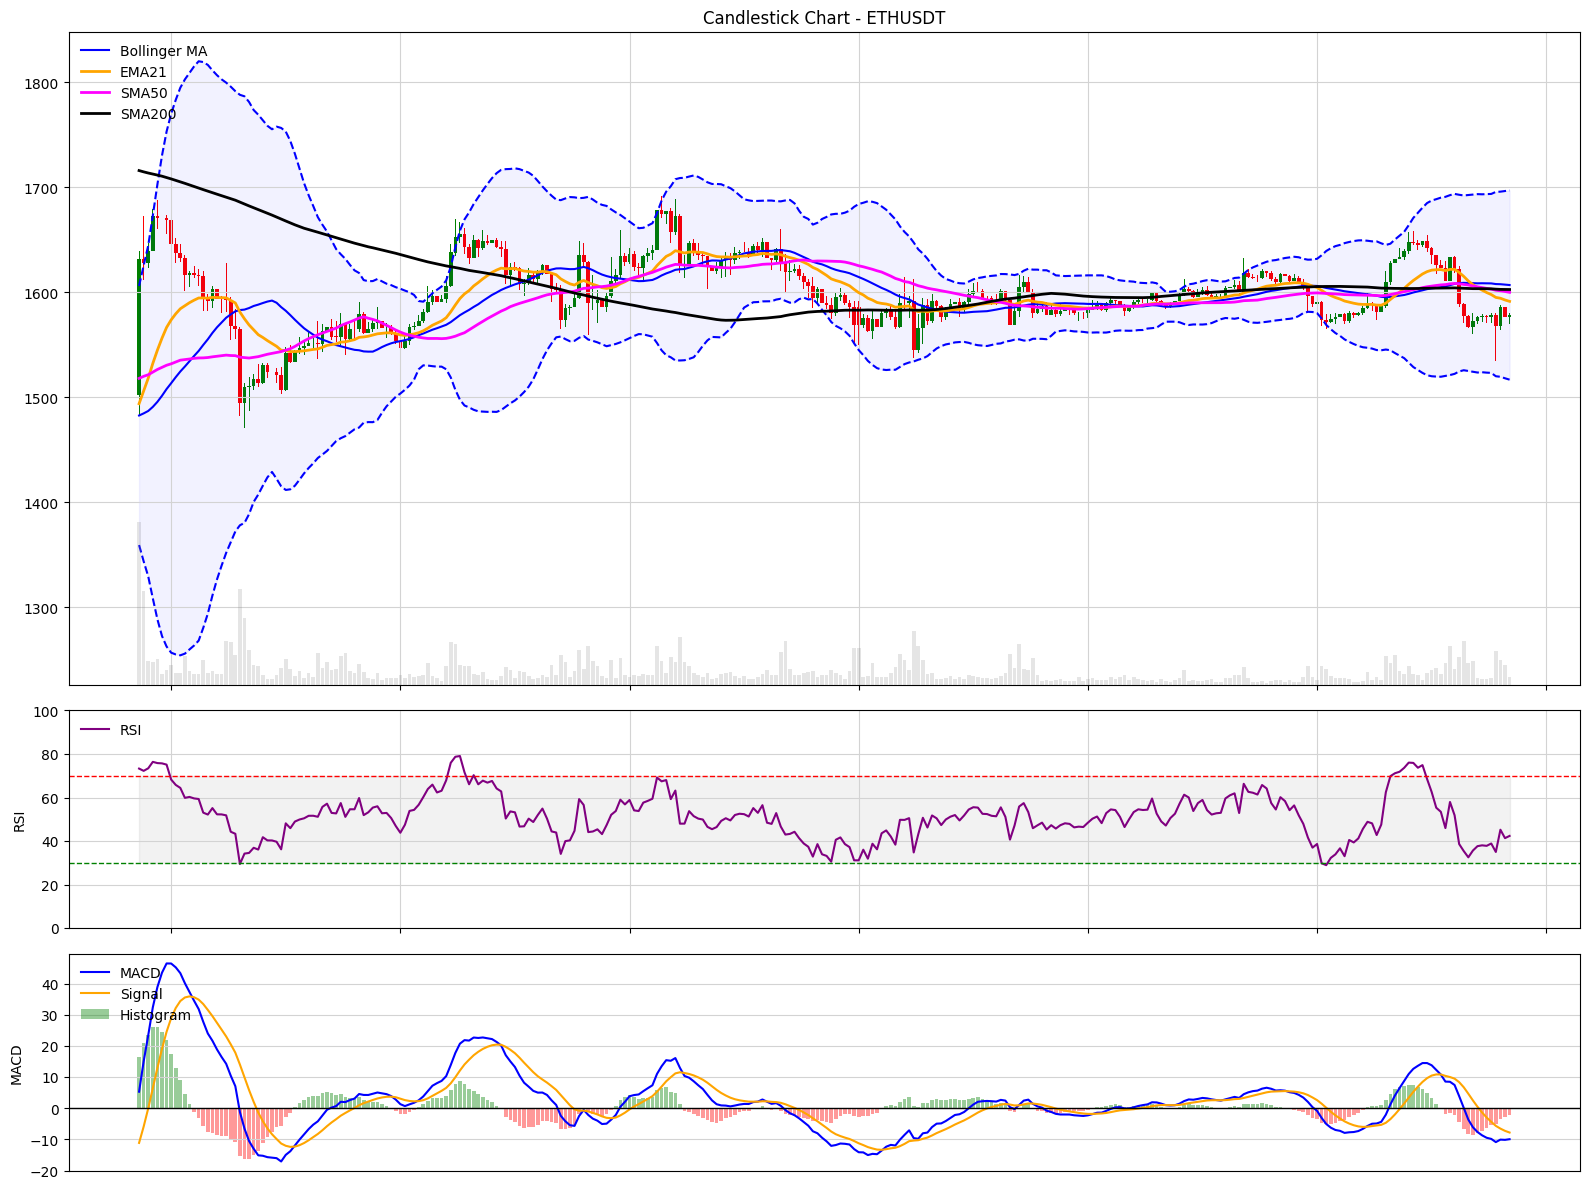 Candlestick Chart - ETHUSDT
Bollinger MA
EMA21
SMA50
SMA200
1800
1700
1600
1500
1400
1300
100
80
60
40
20
0
RSI
RSI
40
30
20
10
0
−10
−20
MACD
MACD
Signal
Histogram